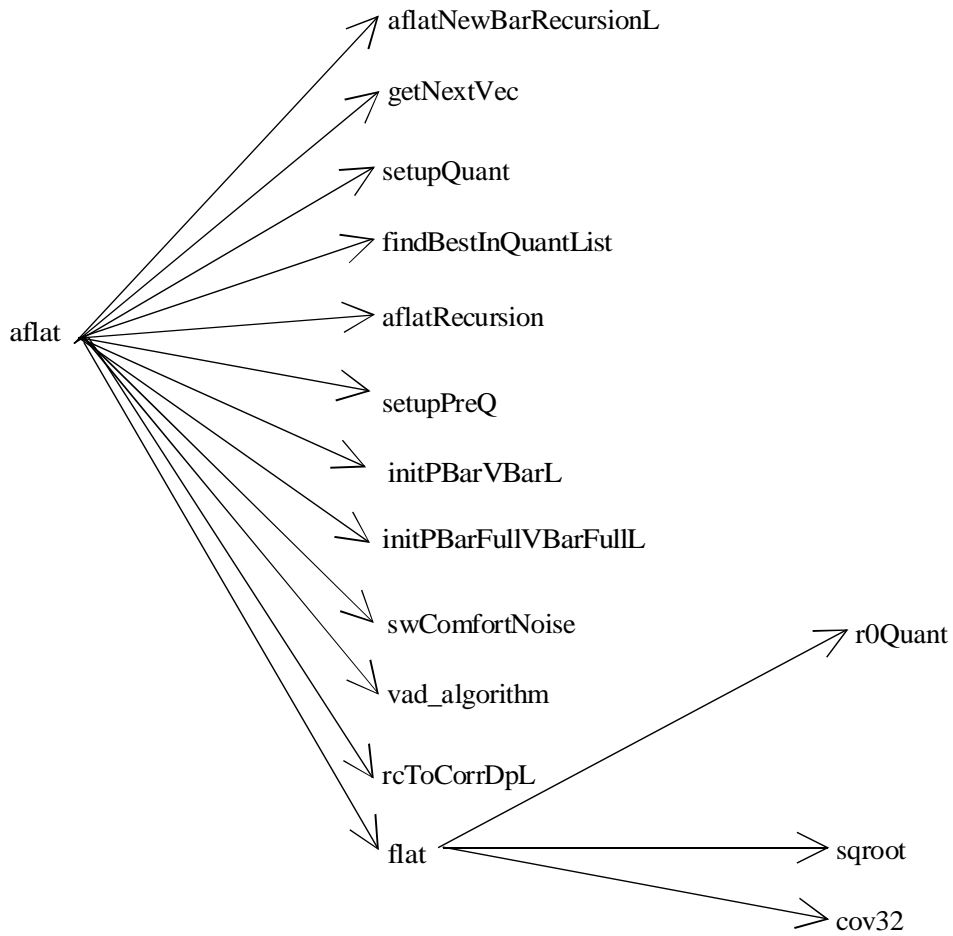 aflatNewBarRecursionL
getNextVec
setupQuant
findBestInQuantList
aflatRecursion
aflat
setupPreQ
initPBarVBarL
initPBarFullVBarFullL
swComfortNoise
r0Quant
vad_algorithm
rcToCorrDpL
flat
sqroot
cov32